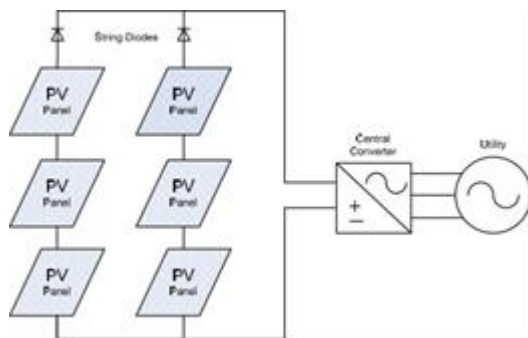 String Diodes
PV
Panel
PV
Panel
Central
Converter
Utility
PV
Panel
PV
Panel
+
−
PV
Panel
PV
Panel